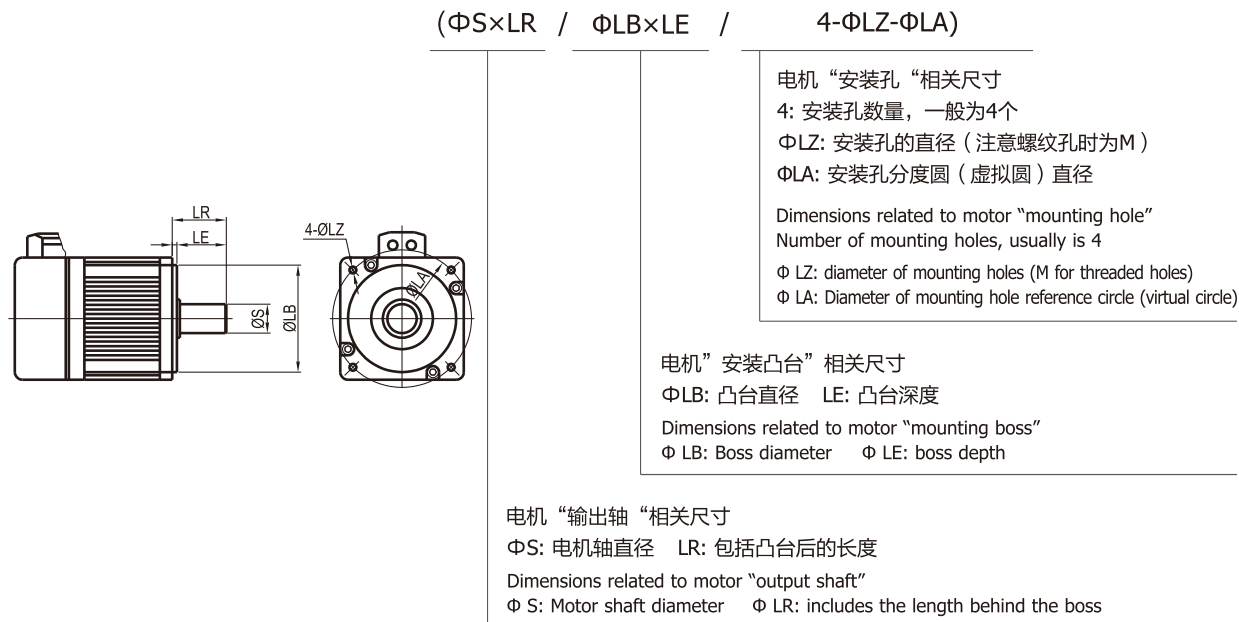 (ΦS×LR / ΦLB×LE / 4-ΦLZ-ΦLA)
电机“安装孔“相关尺寸
4: 安装孔数量，一般为4个
ΦLZ: 安装孔的直径（注意螺纹孔时为M）
ΦLA: 安装孔分度圆（虚拟圆）直径
Dimensions related to motor “mounting hole”
Number of mounting holes, usually is 4
Φ LZ: diameter of mounting holes (M for threaded holes)
Φ LA: Diameter of mounting hole reference circle (virtual circle)
LR
LE
ØS
ØLB
4-ØLZ
ØLA
电机”安装凸台”相关尺寸
ΦLB: 凸台直径 LE: 凸台深度
Dimensions related to motor “mounting boss”
Φ LB: Boss diameter Φ LE: boss depth
电机“输出轴“相关尺寸
ΦS: 电机轴直径 LR: 包括凸台后的长度
Dimensions related to motor “output shaft”
Φ S: Motor shaft diameter Φ LR: includes the length behind the boss